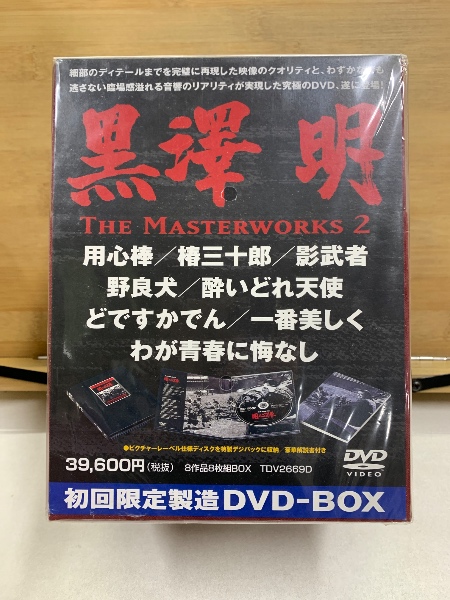 細部のディテールまでを完璧に再現した映像のクオリティと、わずかな
逃さない臨場感溢れる音響のリアリティが実現した究極のDVD、遂に登場!
黒澤 明
THE MASTERWORKS 2
用心棒/椿三十郎/影武者
野良犬/酔いどれ天使
どですかでん/一番美しく
わが青春に悔なし
●ピクチャーレーベル仕様ディスクを特製デジパックに収納 豪華解説書付き
39,600円(税抜) 8作品8枚組BOX TDV2669D
DVD
VIDEO
初回限定製造DVD-BOX